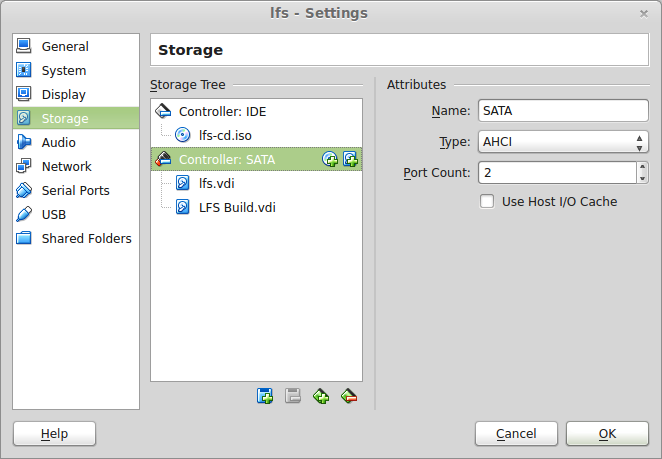 lfs - Settings
General
System
Display
Storage
Audio
Network
Serial Ports
USB
Shared Folders
Storage
Storage Tree
Controller: IDE
lfs-cd.iso
Controller: SATA
lfs.vdi
LFS Build.vdi
Attributes
Name: SATA
Type: AHCI
Port Count: 2
Use Host I/O Cache
Help
Cancel
OK